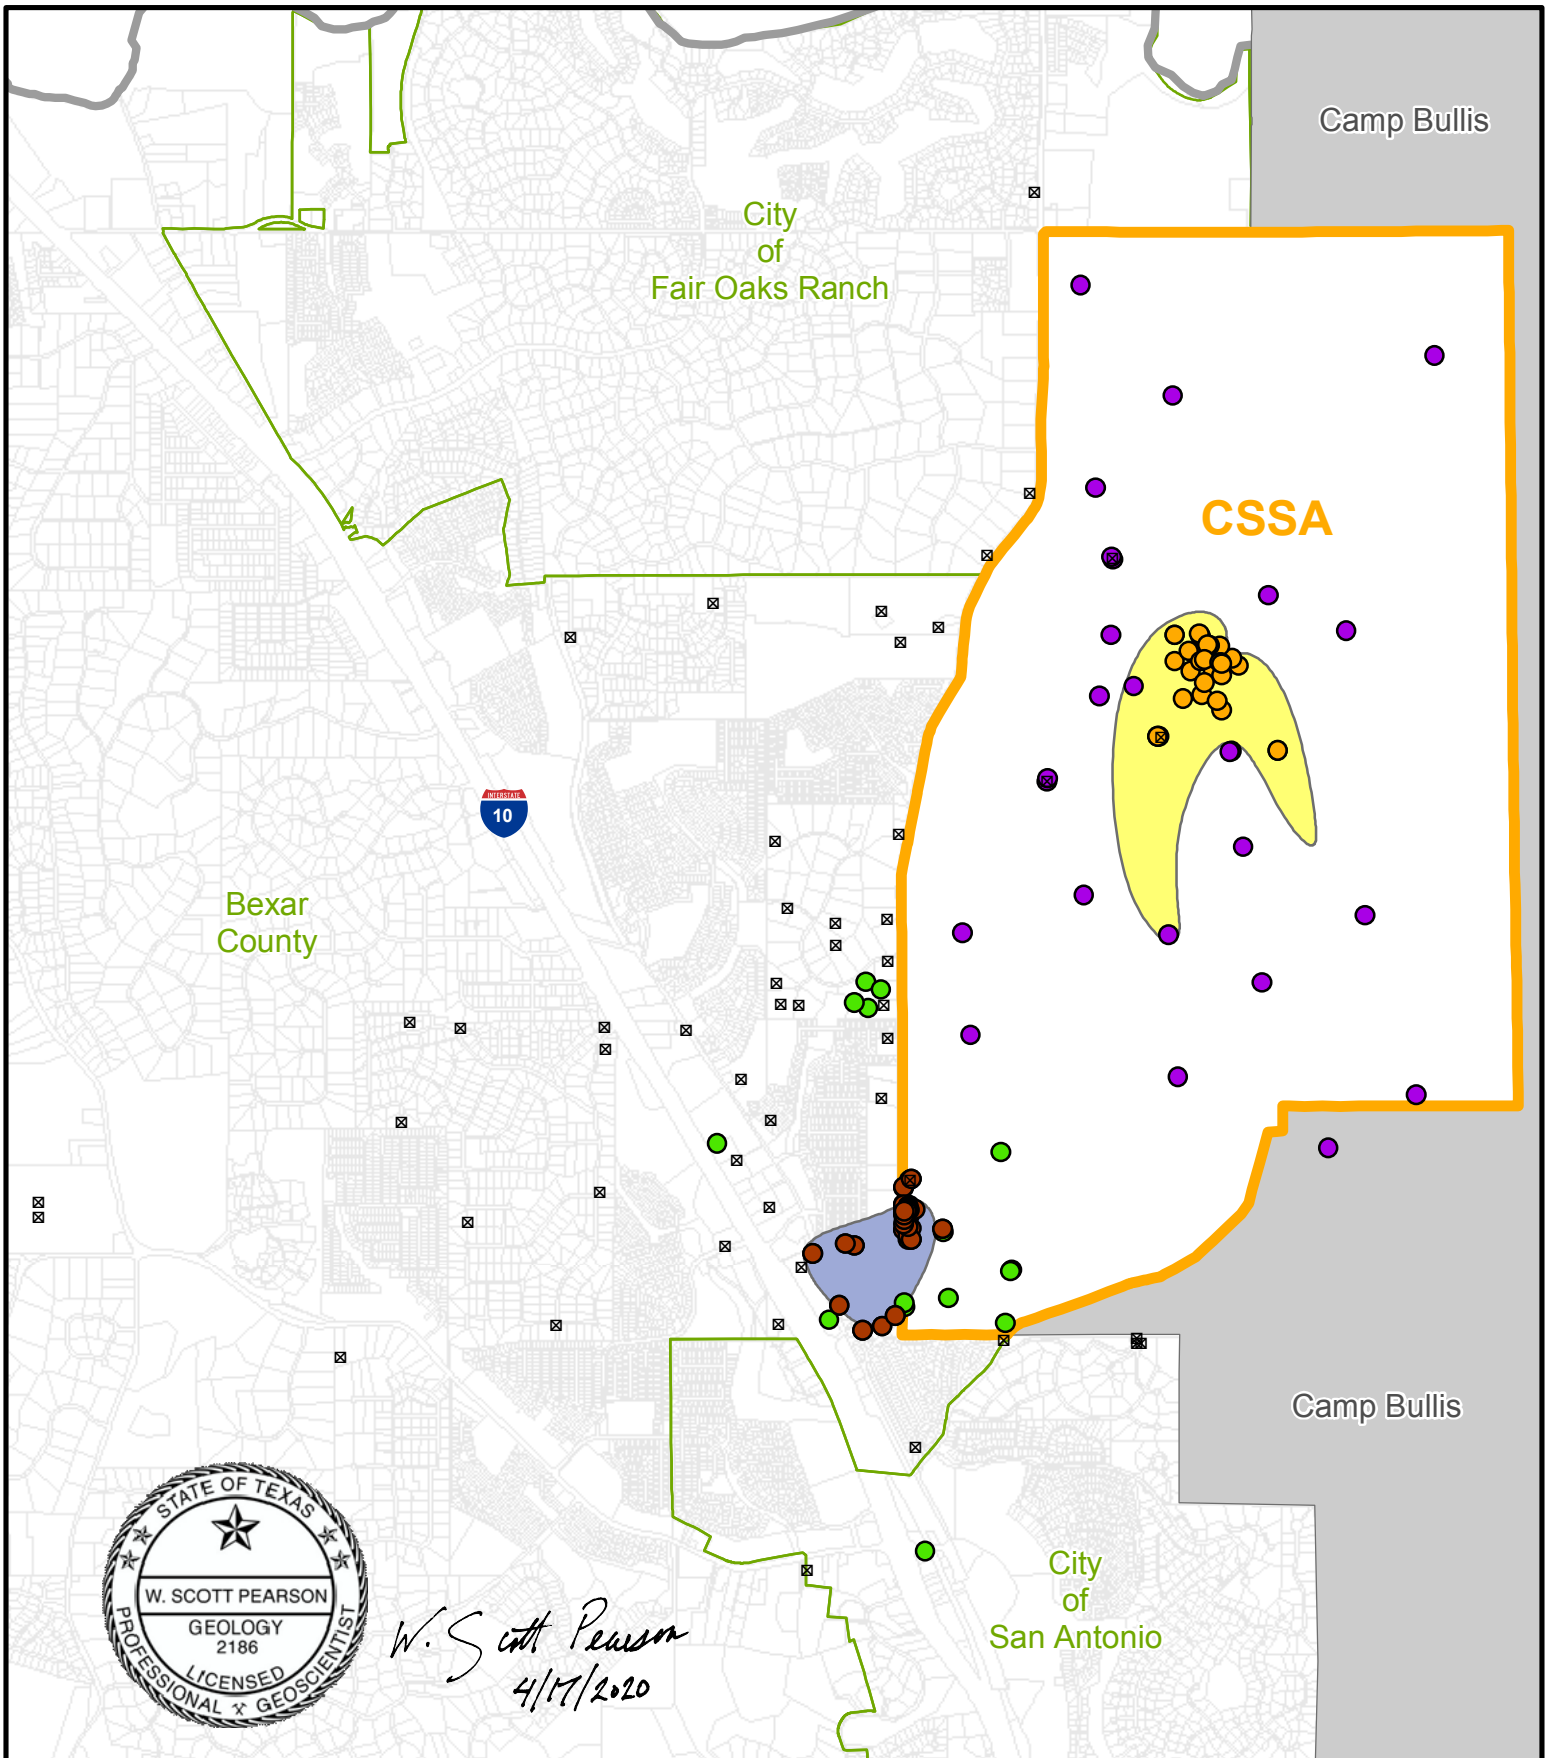 Camp Bullis
City
of
Fair Oaks Ranch
CSSA
INTERSTATE
10
Bexar
County
Camp Bullis
City
of
San Antonio
STATE OF TEXAS
W. SCOTT PEARSON
GEOLOGY
2186
LICENSED
PROFESSIONAL GEOSCIENTIST
W. Scott Pearson
4/17/2020